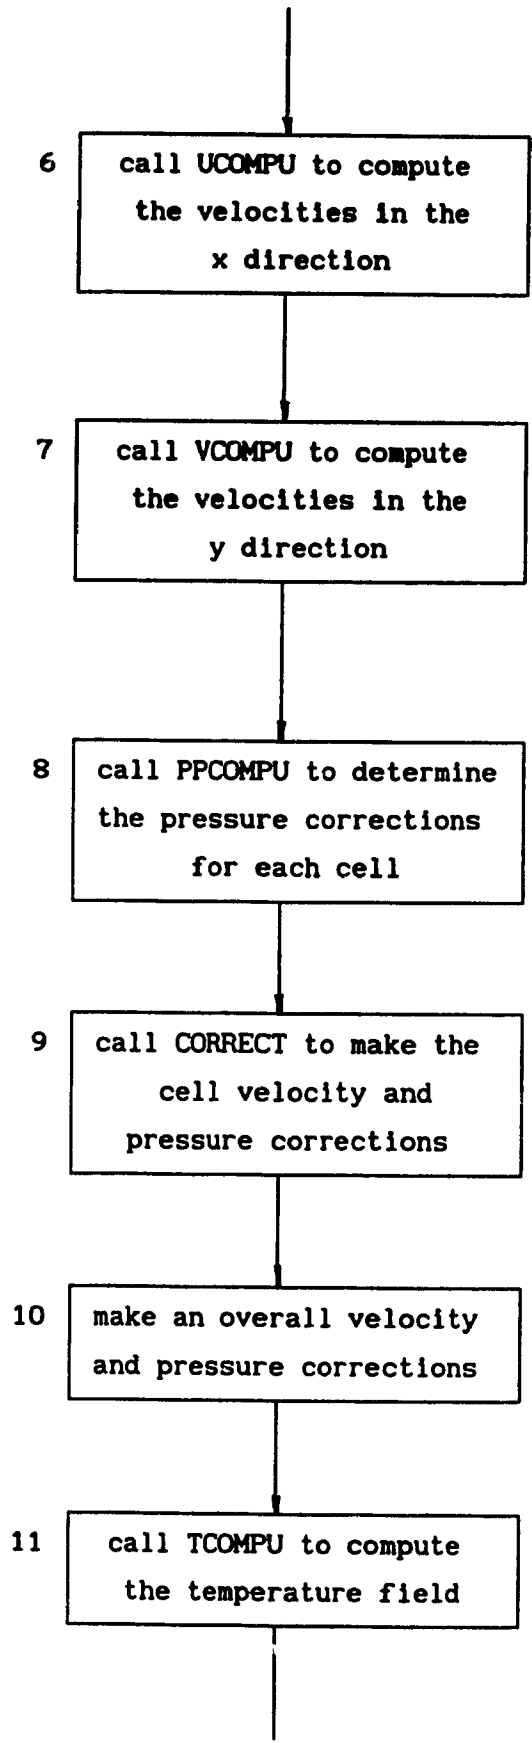 6 call UCOMPU to compute
the velocities in the
x direction
7 call VCOMPU to compute
the velocities in the
y direction
8 call PPCOMPU to determine
the pressure corrections
for each cell
9 call CORRECT to make the
cell velocity and
pressure corrections
10 make an overall velocity
and pressure corrections
11 call TCOMPU to compute
the temperature field